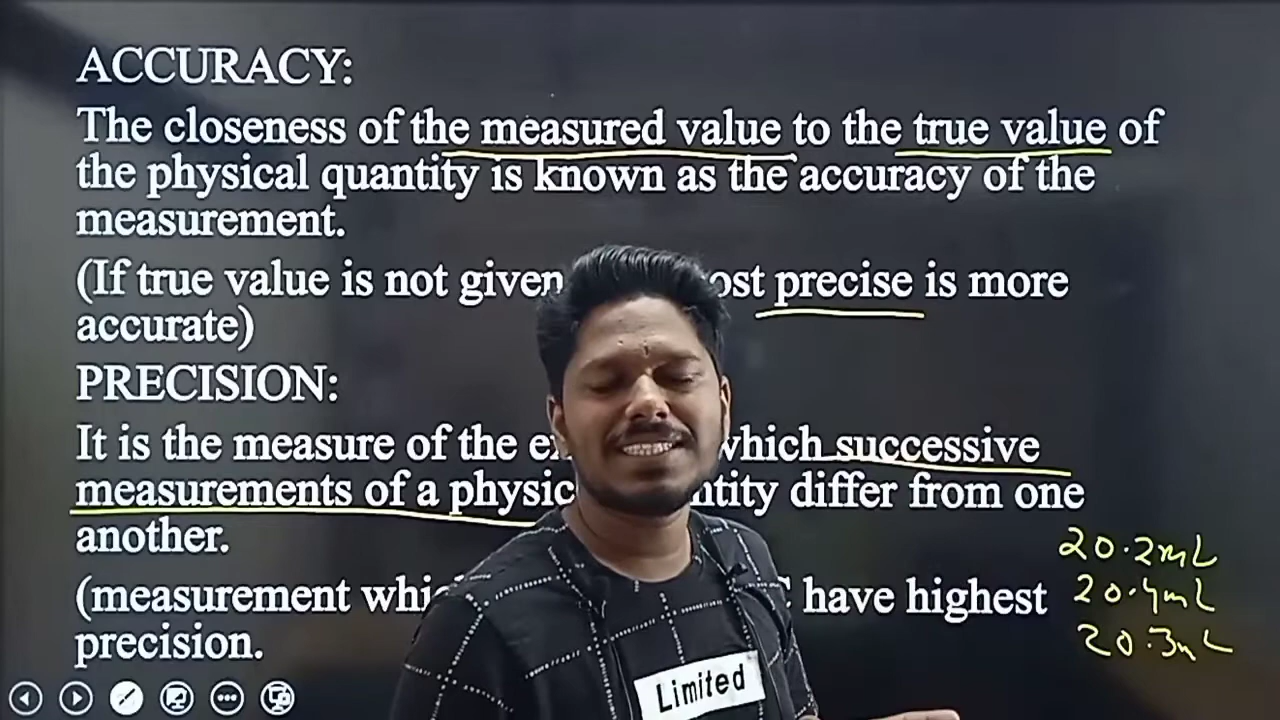 ACCURACY:
The closeness of the measured value to the true value of
the physical quantity is known as the accuracy of the
measurement.
(If true value is not given ost precise is more
accurate)
PRECISION:
It is the measure of the which successive
measurements of a physic ntity differ from one
another.
20.2mL
(measurement whic have highest
20.4mL
precision.
20.3mL
Limited